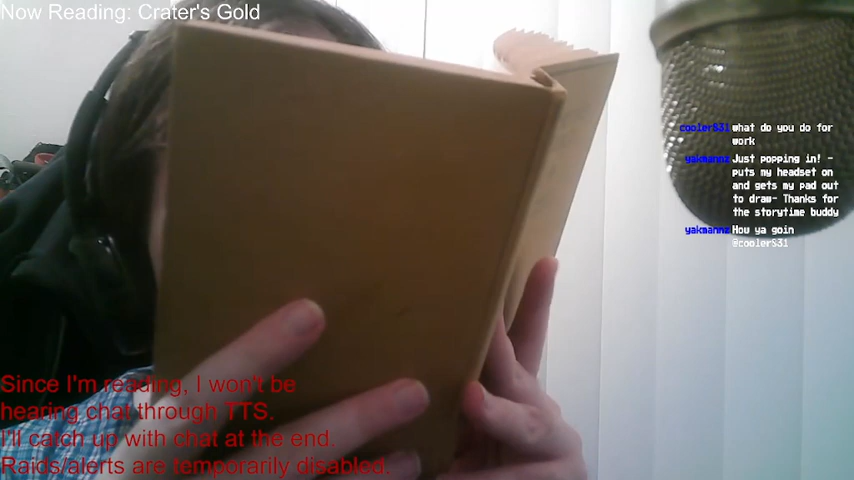 Now Reading: Crater's Gold
cooler831 what do you do for
work
yakmannz Just popping in! -
puts my headset on
and gets my pad out
to draw- Thanks for
the storytime buddy
yakmannz How ya goin
@cooler831
Since I'm reading, I won't be
hearing chat through TTS.
I'll catch up with chat at the end.
Raids/alerts are temporarily disabled.